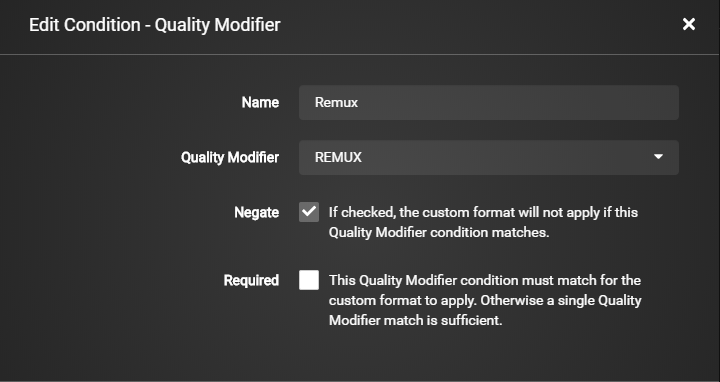 Edit Condition - Quality Modifier
Name
Remux
Quality Modifier
REMUX
Negate
If checked, the custom format will not apply if this
Quality Modifier condition matches.
Required
This Quality Modifier condition must match for the
custom format to apply. Otherwise a single Quality
Modifier match is sufficient.